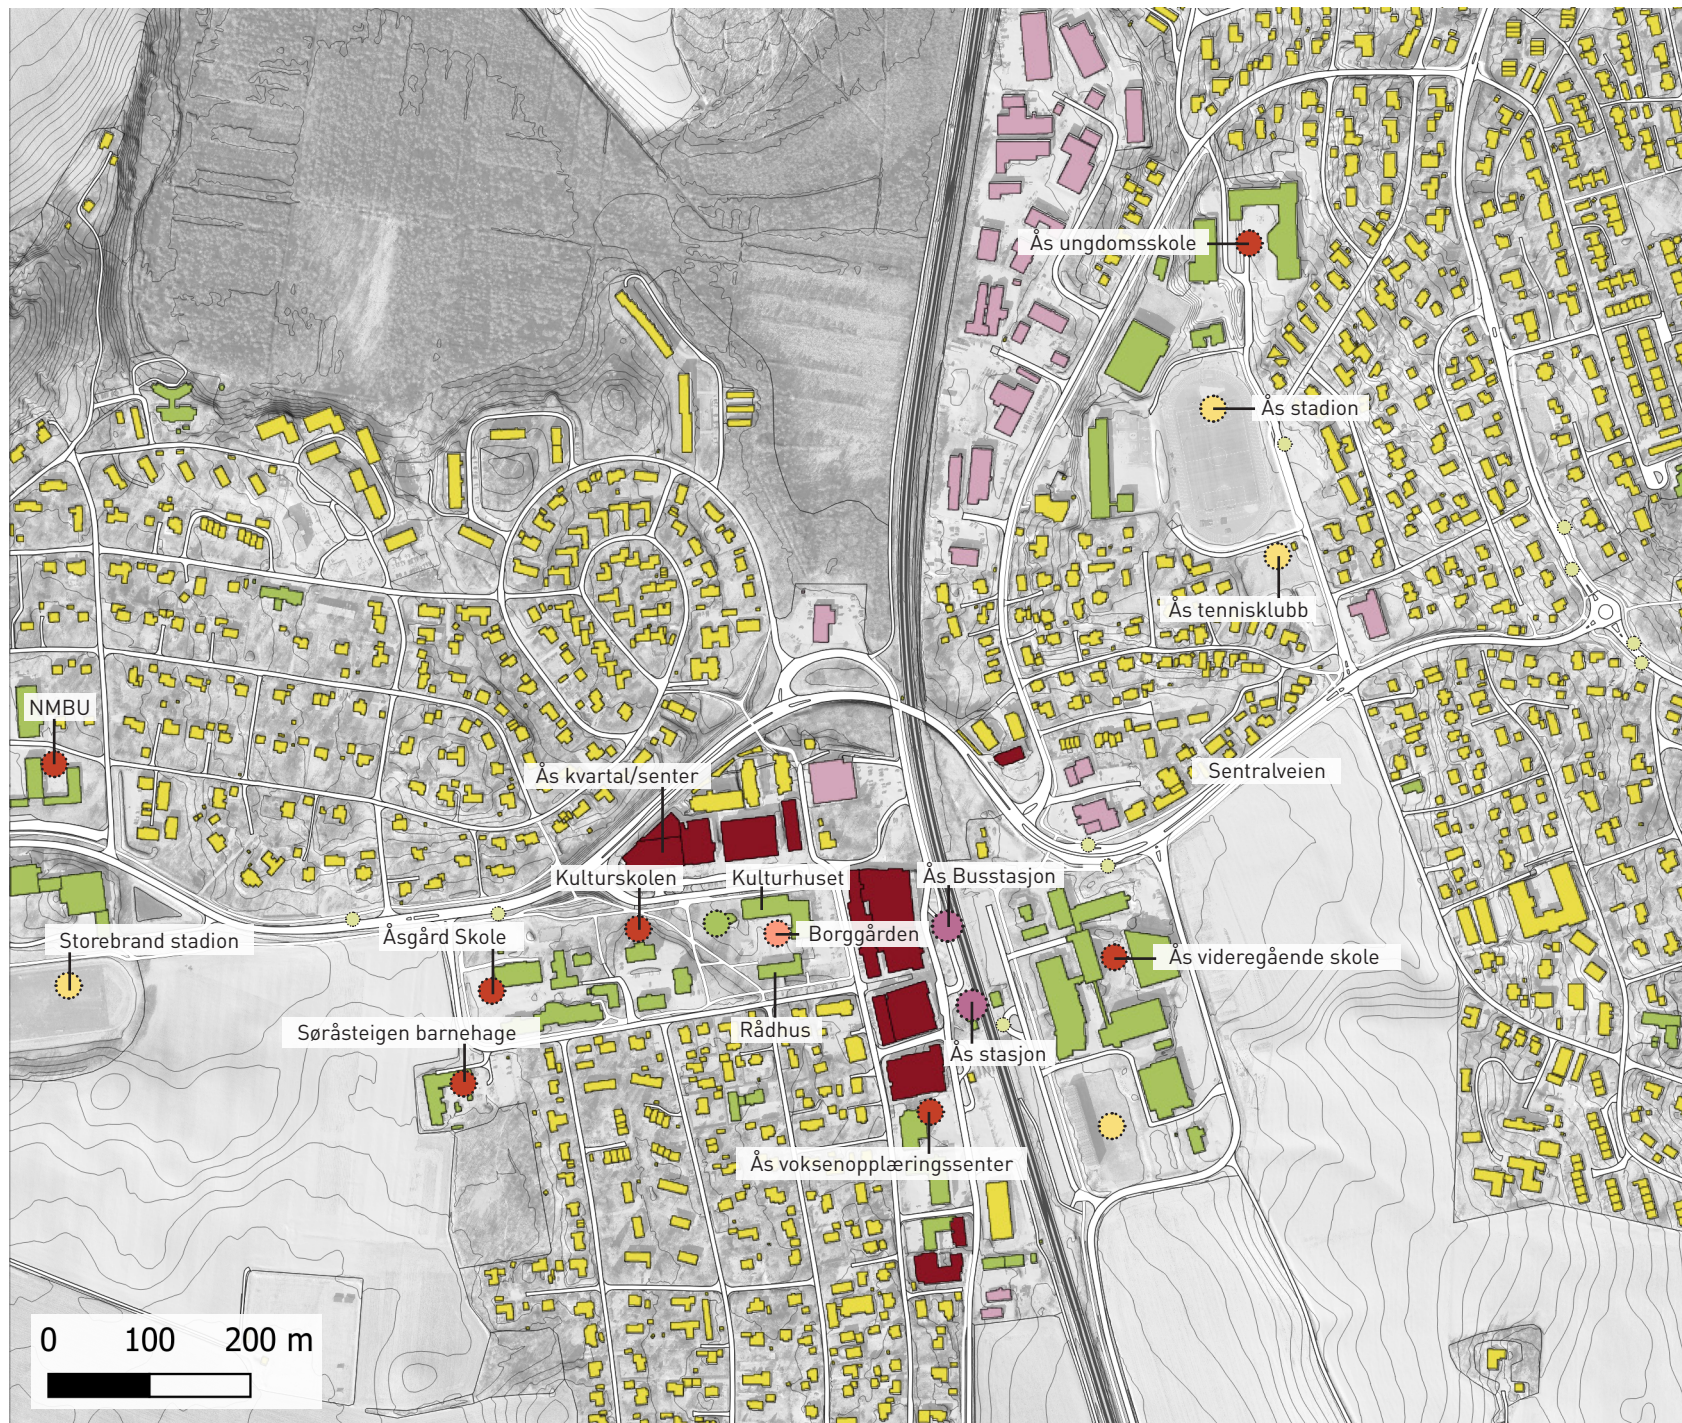 Ås ungdomsskole
Ås stadion
Ås tennisklubb
NMBU
Sentralveien
Ås kvartal/senter
Kulturskolen
Kulturhuset
Ås Busstasjon
Storebrand stadion
Åsgård Skole
Borggården
Ås videregående skole
Søråsteigen barnehage
Rådhus
Ås stasjon
Ås voksenopplæringssenter
0 100 200 m